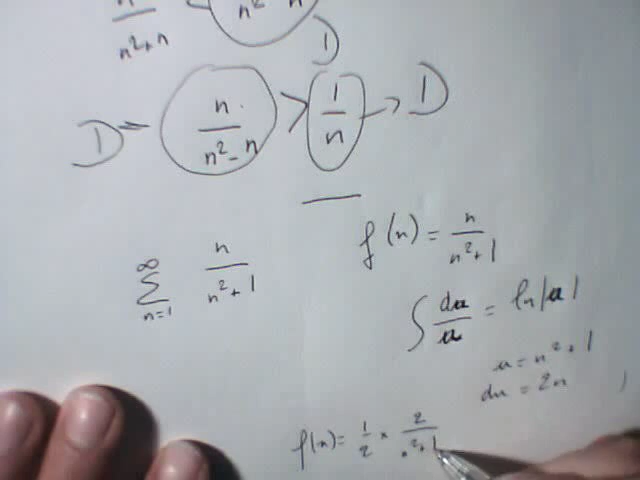 n/(n²+n) < n/(n²-n)
D
D ← n/(n²-n) > 1/n → D
∑_{n=1}^{∞} n/(n²+1)
f(n) = n/(n²+1)
∫ du/u = ln|u|
u = n²+1
du = 2n
f(n) = 1/2 × 2/(n²+1